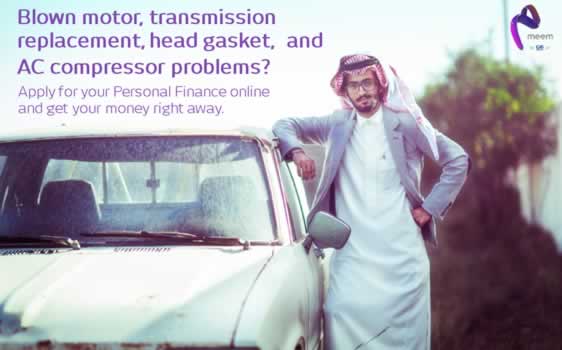 Blown motor, transmission
replacement, head gasket, and
AC compressor problems?
Apply for your Personal Finance online
and get your money right away.
meem